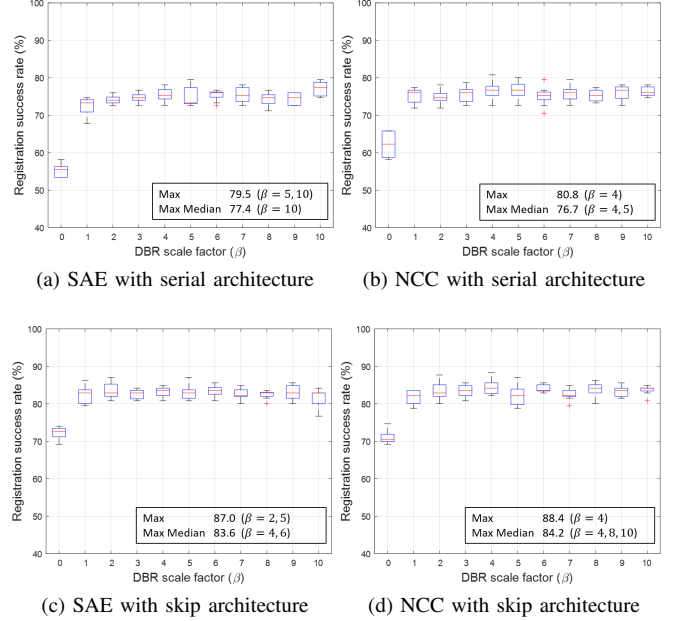 100
90
80
70
60
50
40
Registration success rate (%)
0 1 2 3 4 5 6 7 8 9 10
DBR scale factor (β)
Max 79.5 (β = 5, 10)
Max Median 77.4 (β = 10)
(a) SAE with serial architecture
100
90
80
70
60
50
40
Registration success rate (%)
0 1 2 3 4 5 6 7 8 9 10
DBR scale factor (β)
Max 80.8 (β = 4)
Max Median 76.7 (β = 4, 5)
(b) NCC with serial architecture
100
90
80
70
60
50
40
Registration success rate (%)
0 1 2 3 4 5 6 7 8 9 10
DBR scale factor (β)
Max 87.0 (β = 2, 5)
Max Median 83.6 (β = 4, 6)
(c) SAE with skip architecture
100
90
80
70
60
50
40
Registration success rate (%)
0 1 2 3 4 5 6 7 8 9 10
DBR scale factor (β)
Max 88.4 (β = 4)
Max Median 84.2 (β = 4, 8, 10)
(d) NCC with skip architecture